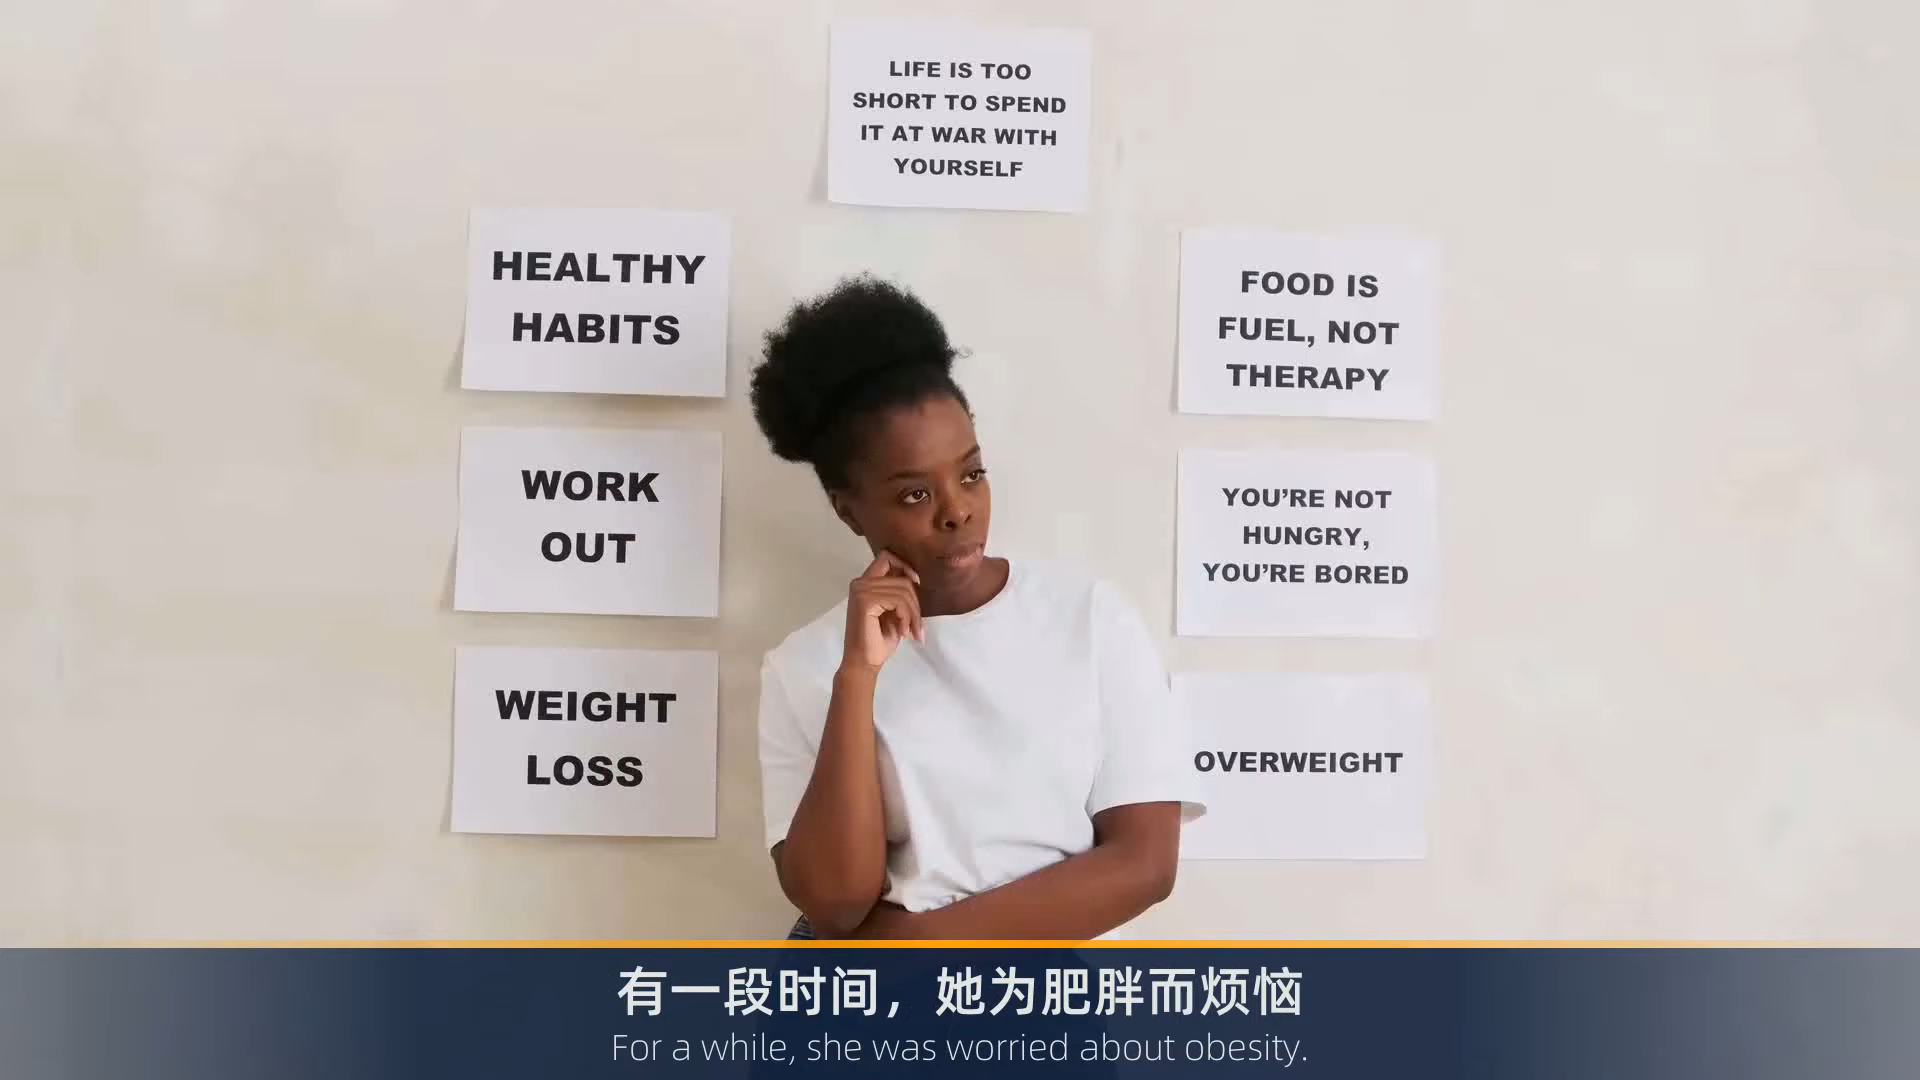 LIFE IS TOO
SHORT TO SPEND
IT AT WAR WITH
YOURSELF
HEALTHY
HABITS
WORK
OUT
WEIGHT
LOSS
FOOD IS
FUEL, NOT
THERAPY
YOU’RE NOT
HUNGRY,
YOU’RE BORED
OVERWEIGHT
有一段时间，她为肥胖而烦恼
For a while, she was worried about obesity.